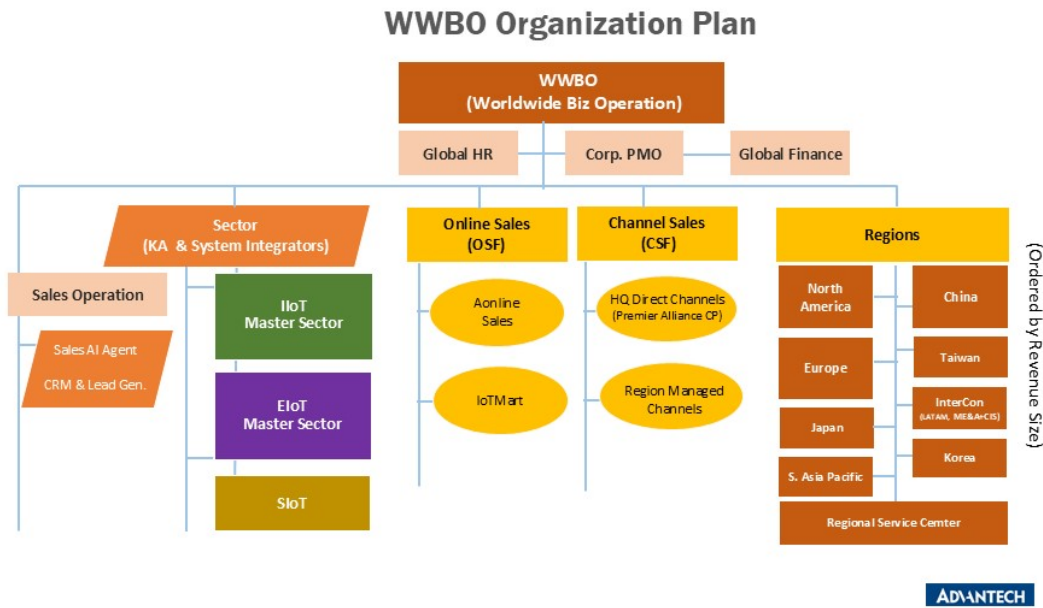 WWBO Organization Plan
WWBO
(Worldwide Biz Operation)
Global HR
Corp. PMO
Global Finance
Sector
(KA & System Integrators)
Online Sales
(OSF)
Channel Sales
(CSF)
Regions
Sales Operation
Sales AI Agent
CRM & Lead Gen.
IIoT
Master Sector
EIoT
Master Sector
SIoT
Aonline
Sales
IoTMart
HQ Direct Channels
(Premier Alliance CP)
Region Managed
Channels
North
America
China
Europe
Taiwan
Japan
InterCon
(LATAM, ME&A+CIS)
S. Asia Pacific
Korea
Regional Service Cemter
(Ordered by Revenue Size)
ADVANTECH